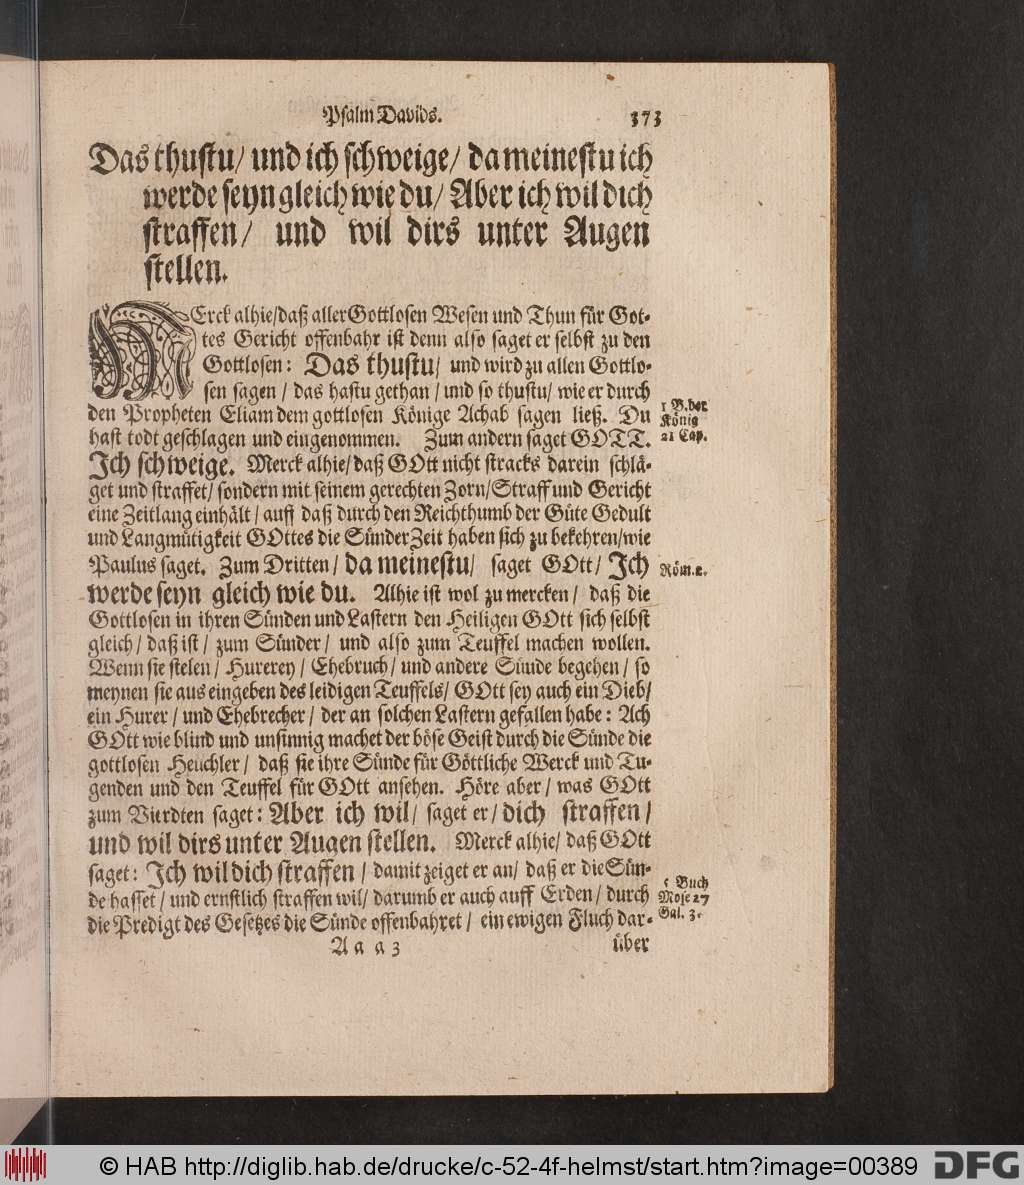 Psalm Davids. 373
Das thustu/ und ich schweige/ da meinestu ich
werde seyn gleich wie du/ Aber ich wil dich
straffen/ und wil dirs unter Augen
stellen.
MErck alhie/daß aller Gottlosen Wesen und Thun für Got-
tes Gericht offenbahr ist denn also saget er selbst zu den
Gottlosen: Das thustu/ und wird zu allen Gottlo-
sen sagen/ das hastu gethan/ und so thustu/ wie er durch
den Propheten Eliam dem gottlosen Könige Achab sagen ließ. Du
hast todt geschlagen und eingenommen. Zum andern saget GOTT.
Ich schweige. Merck alhie/daß GOtt nicht stracks darein schlä-
get und straffet/ sondern mit seinem gerechten Zorn/Straff und Gericht
eine Zeitlang einhält/ auff daß durch den Reichthumb der Güte Gedult
und Langmütigkeit GOttes die Sünder Zeit haben sich zu bekehren/wie
Paulus saget. Zum Dritten/ da meinestu/ saget GOtt/ Ich
werde seyn gleich wie du. Alhie ist wol zu mercken/ daß die
Gottlosen in ihren Sünden und Lastern den Heiligen GOtt sich selbst
gleich/ daß ist/ zum Sünder/ und also zum Teuffel machen wollen.
Wenn sie stelen/ Hurerey/ Ehebruch/ und andere Sünde begehen/ so
meynen sie aus eingeben des leidigen Teuffels/ GOtt sey auch ein Dieb/
ein Hurer/ und Ehebrecher/ der an solchen Lastern gefallen habe: Ach
GOtt wie blind und unsinnig machet der böse Geist durch die Sünde die
gottlosen Heuchler/ daß sie ihre Sünde für Göttliche Werck und Tu-
genden und den Teuffel für GOtt ansehen. Höre aber/ was GOtt
zum Vierdten saget: Aber ich wil/ saget er/ dich straffen/
und wil dirs unter Augen stellen. Merck alhie/ daß GOtt
saget: Ich wil dich straffen/ damit zeiget er an/ daß er die Sün-
de hasset/ und ernstlich straffen wil/ darumb er auch auff Erden/ durch
die Predigt des Gesetzes die Sünde offenbahret/ ein ewigen Fluch dar-
A a a 3 über
1 B. der
König
21 Cap.
Röm. 2.
5 Buch
Mose 27
Gal. 3.
© HAB http://diglib.hab.de/drucke/c-52-4f-helmst/start.htm?image=00389 DFG